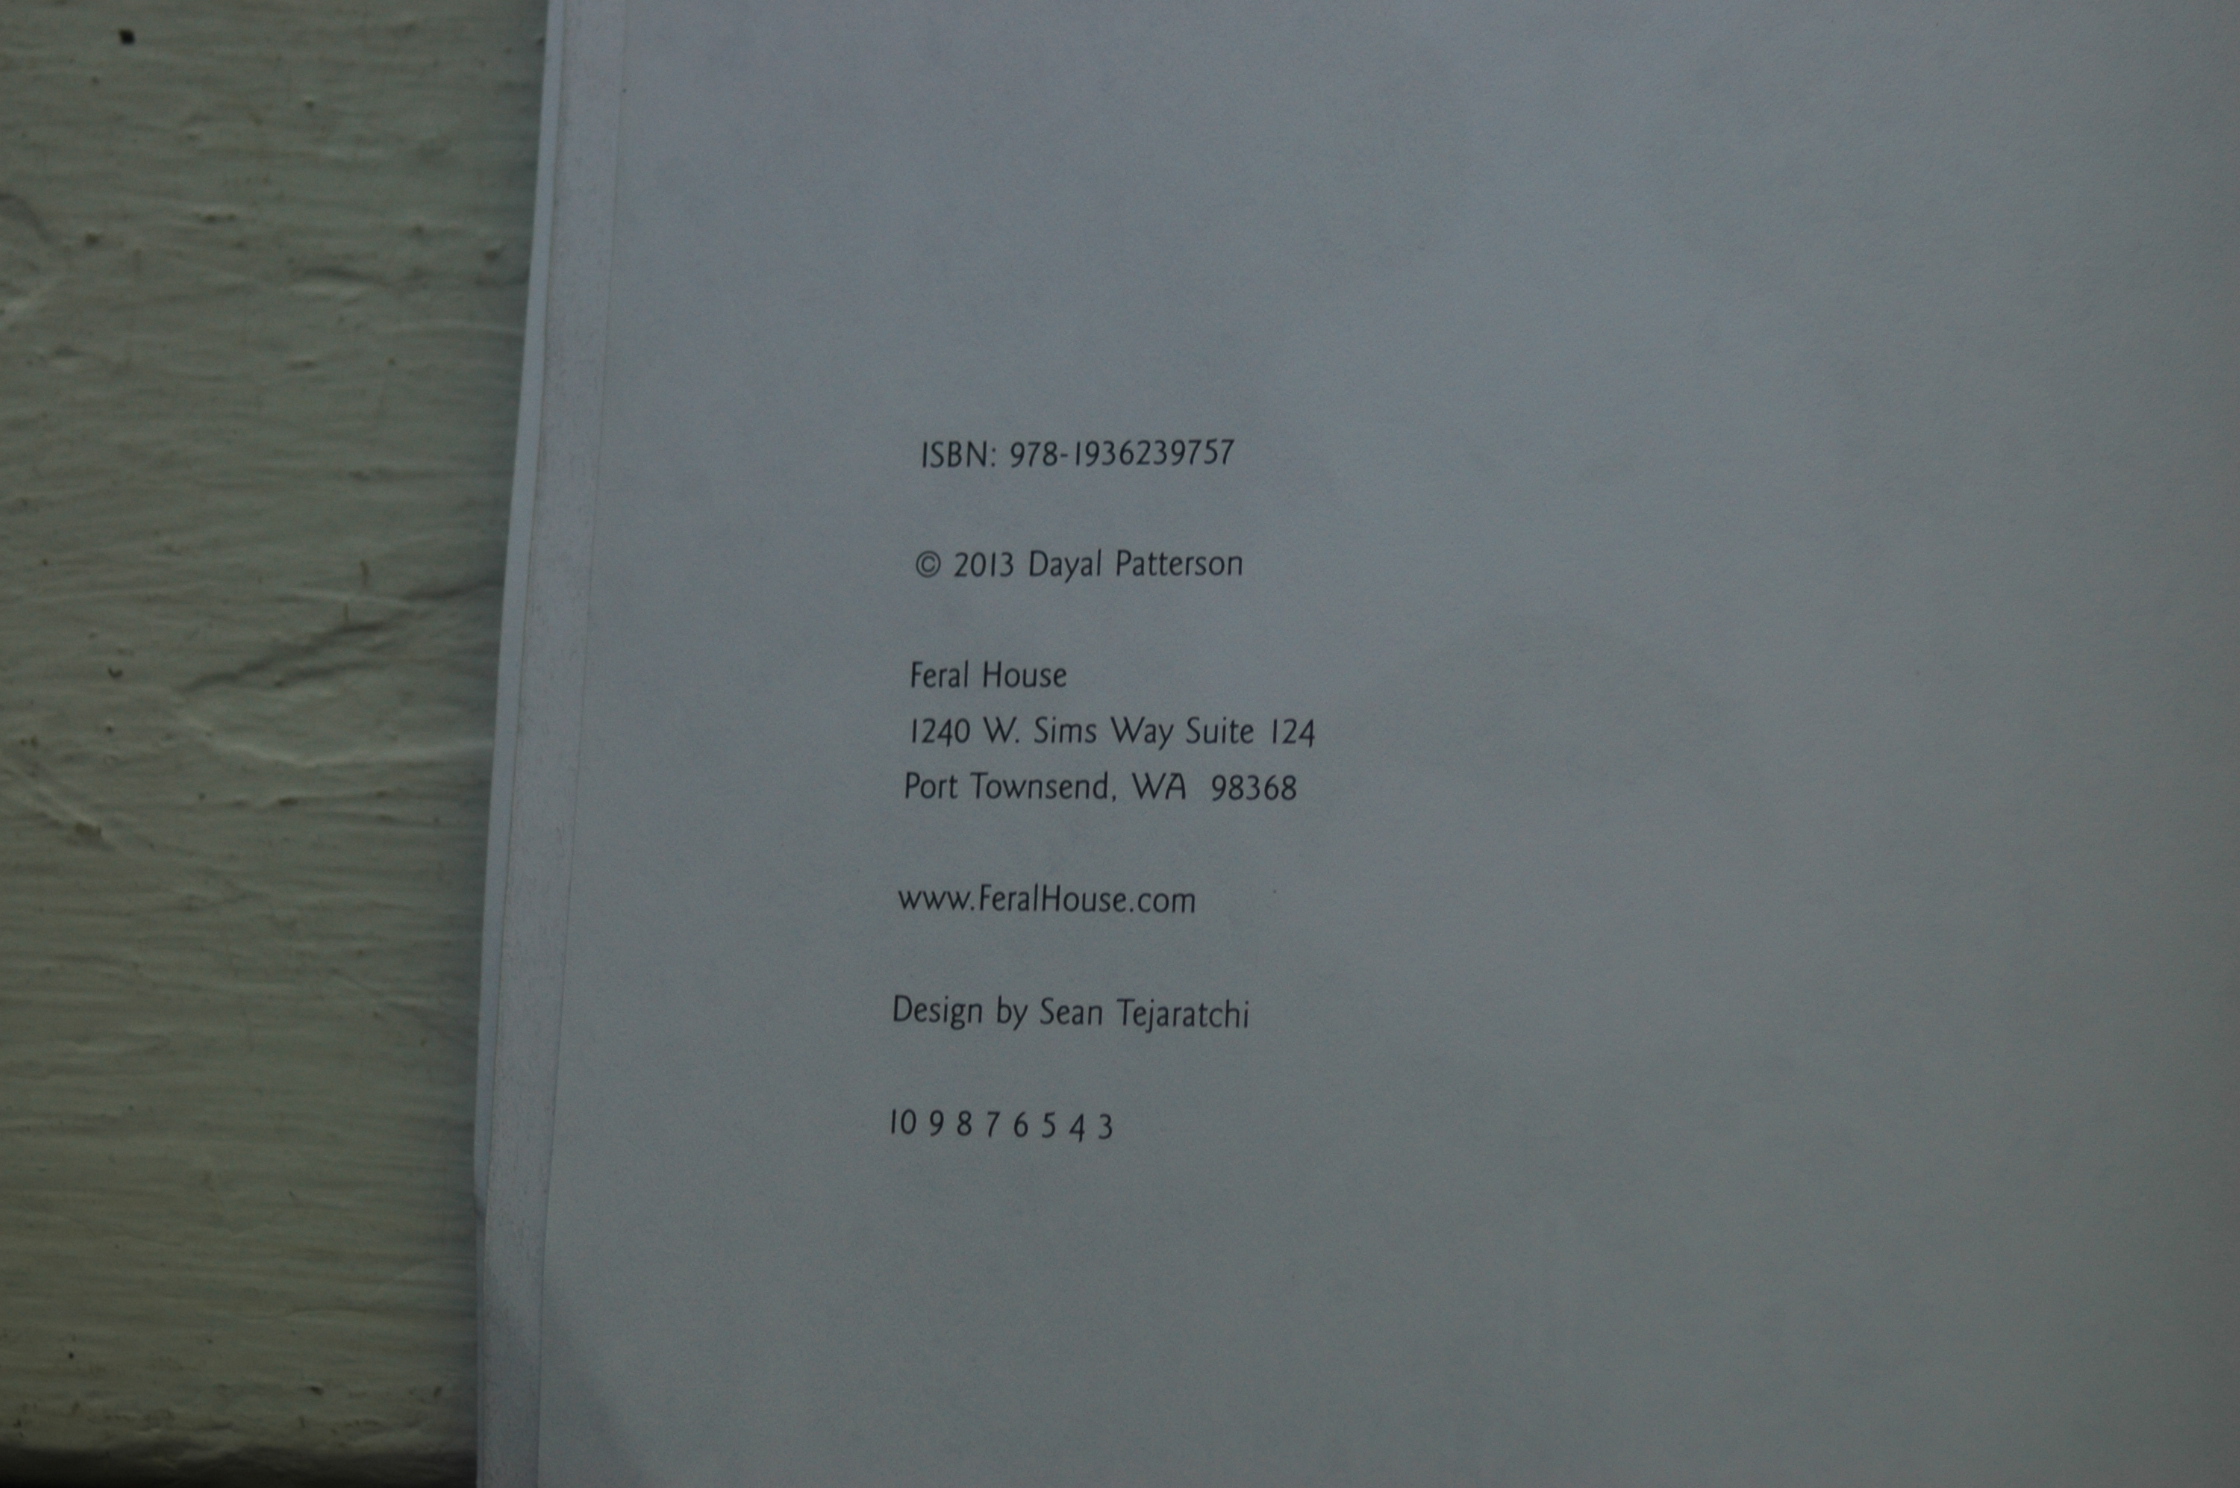 ISBN: 978-1936239757
© 2013 Dayal Patterson
Feral House
1240 W. Sims Way Suite 124
Port Townsend, WA 98368
www.FeralHouse.com
Design by Sean Tejaratchi
10 9 8 7 6 5 4 3